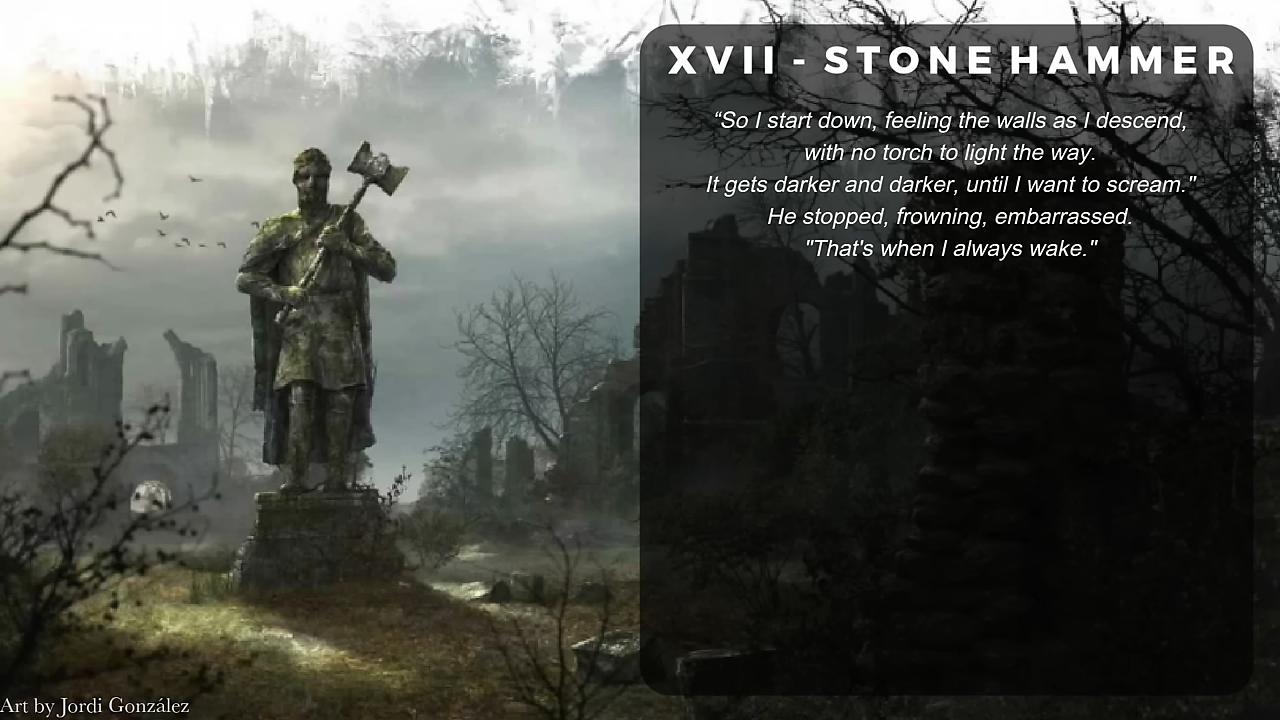 XVII - STONE HAMMER
“So I start down, feeling the walls as I descend,
with no torch to light the way.
It gets darker and darker, until I want to scream."
He stopped, frowning, embarrassed.
"That's when I always wake."
Art by Jordi González